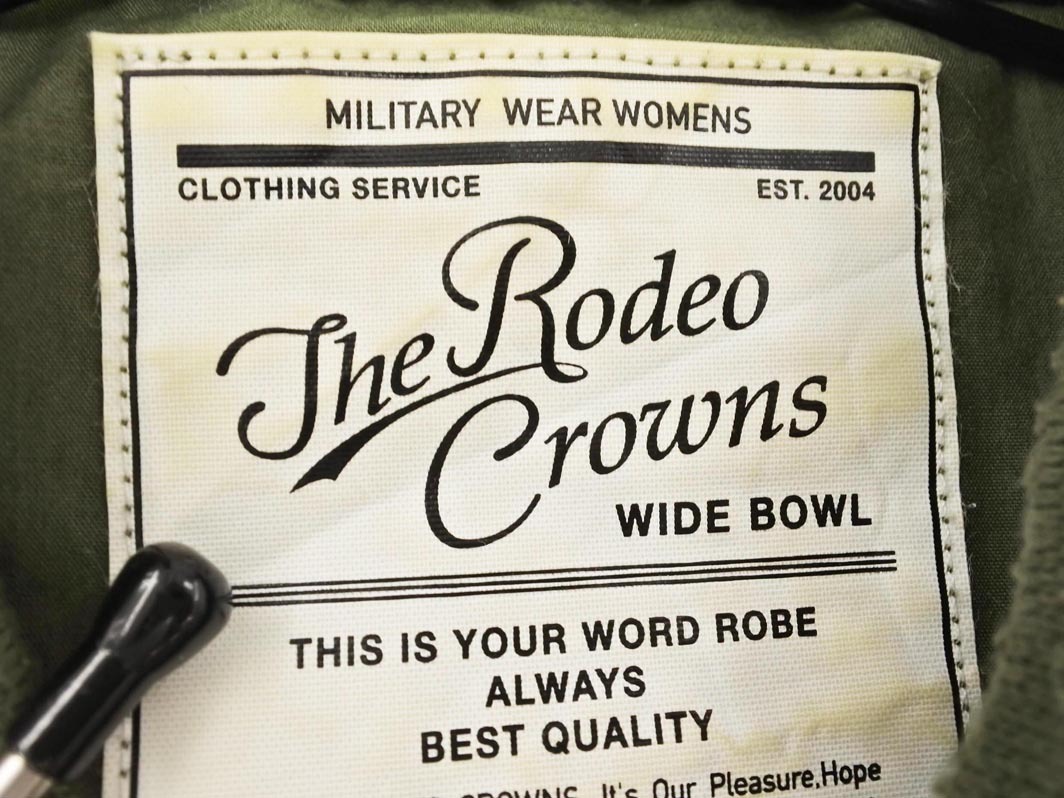 MILITARY WEAR WOMENS
CLOTHING SERVICE EST. 2004
The Rodeo
Crowns
WIDE BOWL
THIS IS YOUR WORD ROBE
ALWAYS
BEST QUALITY
CROWNS It's Our Pleasure.Hope